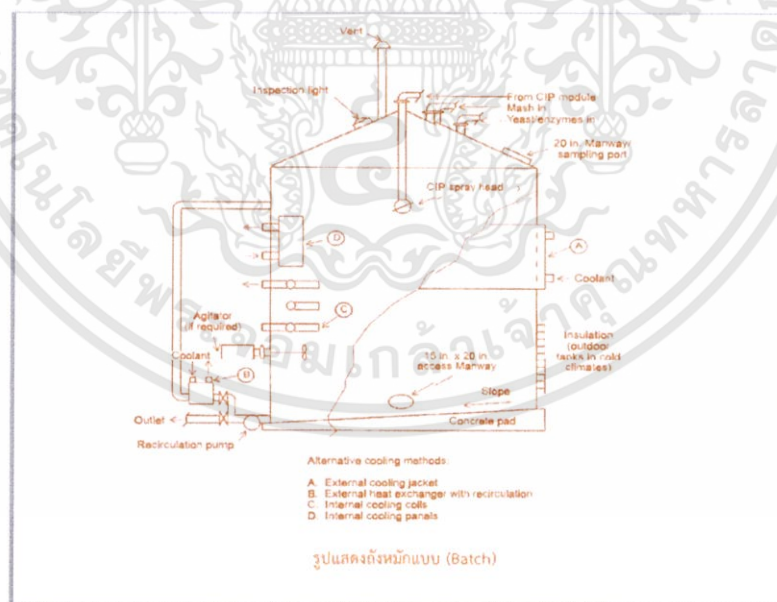 Vent
Inspection light
From CIP module
Mash in
Yeast/enzymes in
20 in. Manway
sampling port
CIP spray head
D
A
Coolant
C
Agitator
(if required)
Coolant
B
Insulation
(outdoor
tanks in cold
climates)
15 in. x 20 in.
access Manway
Slope
Outlet
Concrete pad
Recirculation pump
Alternative cooling methods:
A. External cooling jacket
B. External heat exchanger with recirculation
C. Internal cooling coils
D. Internal cooling panels
รูปแสดงถังหมักแบบ (Batch)